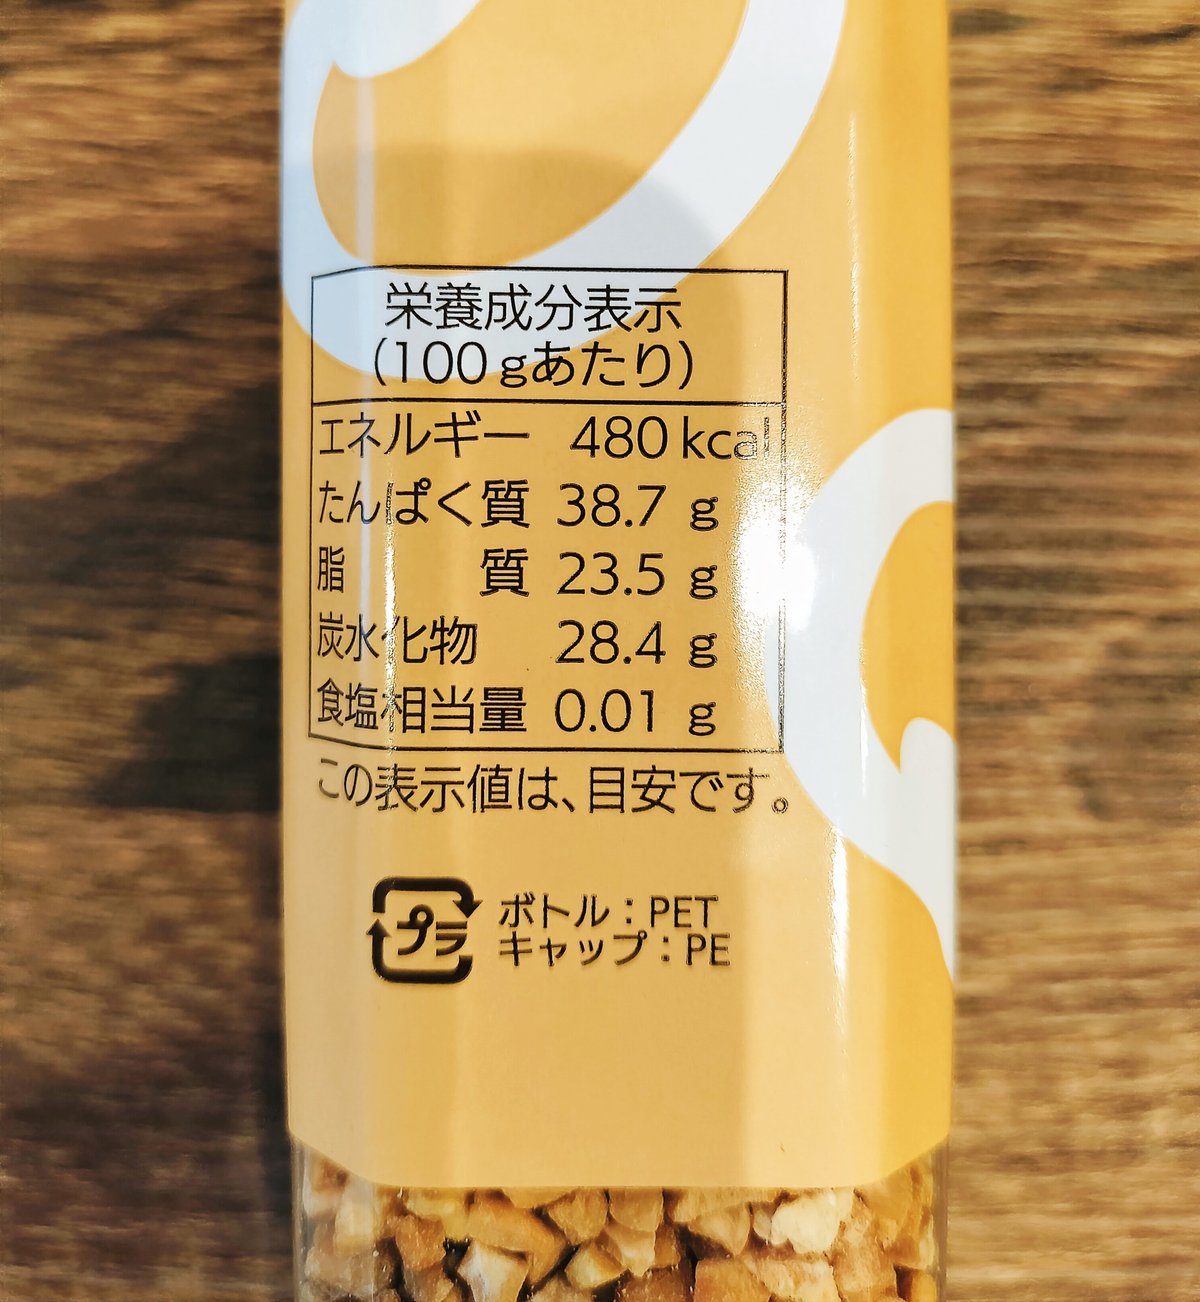 栄養成分表示
(100gあたり)
エネルギー 480kcal
たんぱく質 38.7 g
脂 質 23.5 g
炭水化物 28.4 g
食塩相当量 0.01 g
この表示値は、目安です。
プラ
ボトル：PET
キャップ：PE